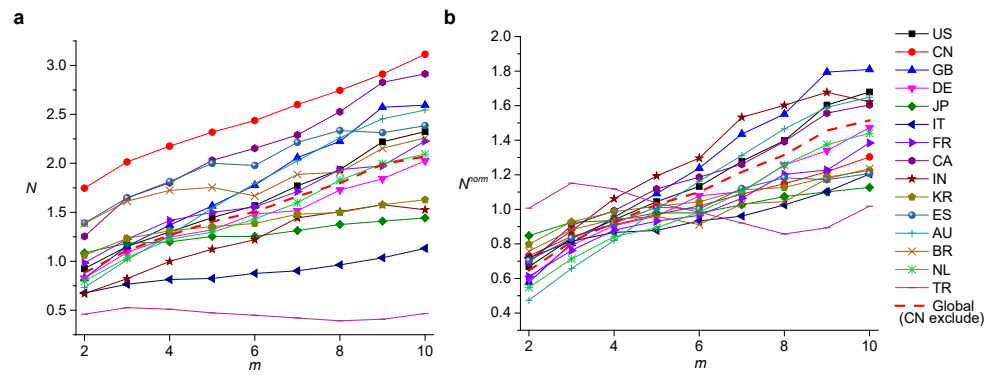 a
b
3.0
2.5
2.0
1.5
1.0
0.5
N
2 4 6 8 10
m
2.0
1.8
1.6
1.4
1.2
1.0
0.8
0.6
0.4
N^norm
2 4 6 8 10
m
US
CN
GB
DE
JP
IT
FR
CA
IN
KR
ES
AU
BR
NL
TR
Global
(CN exclude)